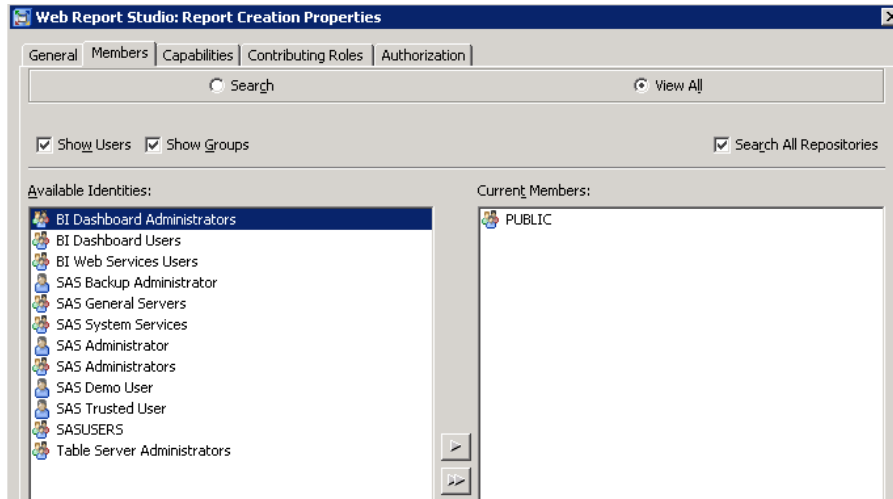 Web Report Studio: Report Creation Properties
General Members Capabilities Contributing Roles Authorization
Search View All
Show Users Show Groups Search All Repositories
Available Identities: Current Members:
BI Dashboard Administrators PUBLIC
BI Dashboard Users
BI Web Services Users
SAS Backup Administrator
SAS General Servers
SAS System Services
SAS Administrator
SAS Administrators
SAS Demo User
SAS Trusted User
SASUSERS
Table Server Administrators